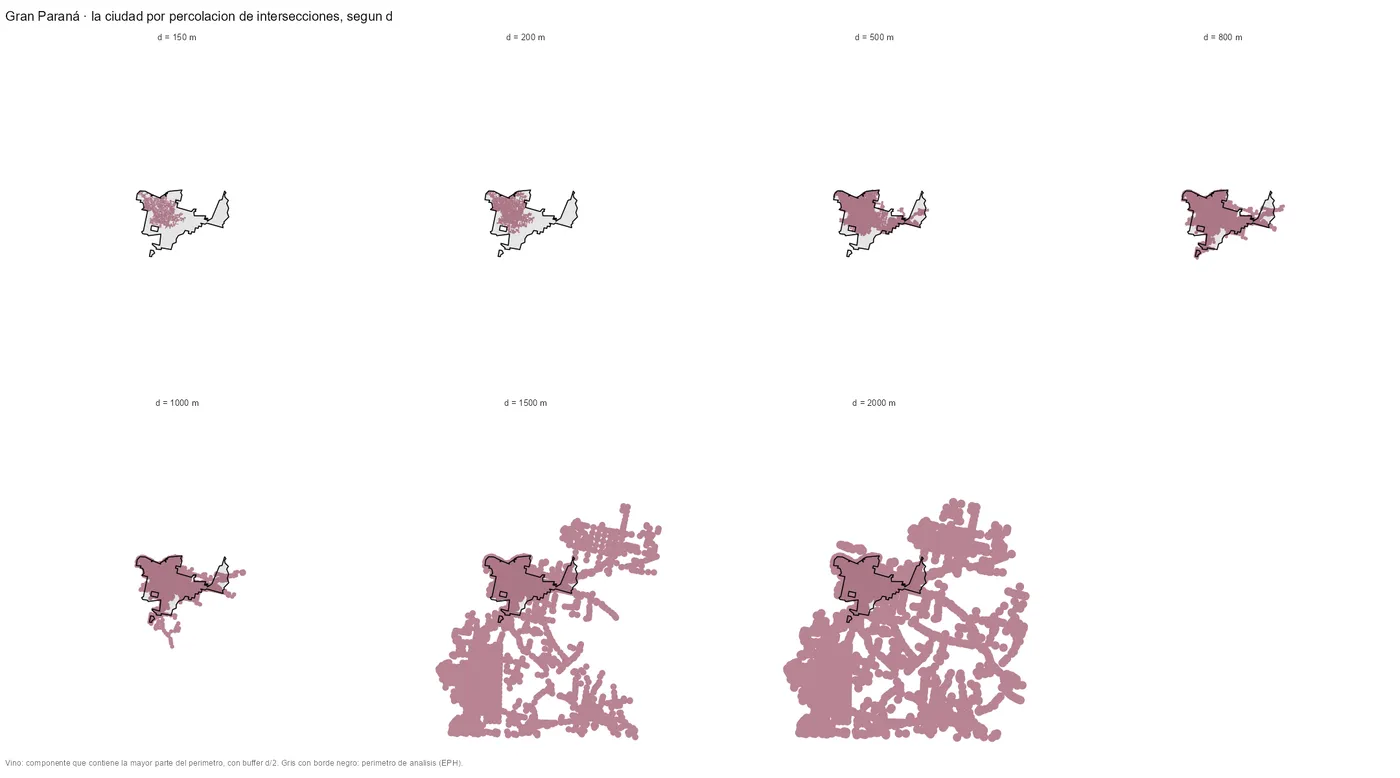 Gran Paraná · la ciudad por percolacion de intersecciones, segun d
d = 150 m
d = 200 m
d = 500 m
d = 800 m
d = 1000 m
d = 1500 m
d = 2000 m
Vino: componente que contiene la mayor parte del perimetro, con buffer d/2. Gris con borde negro: perimetro de analisis (EPH).